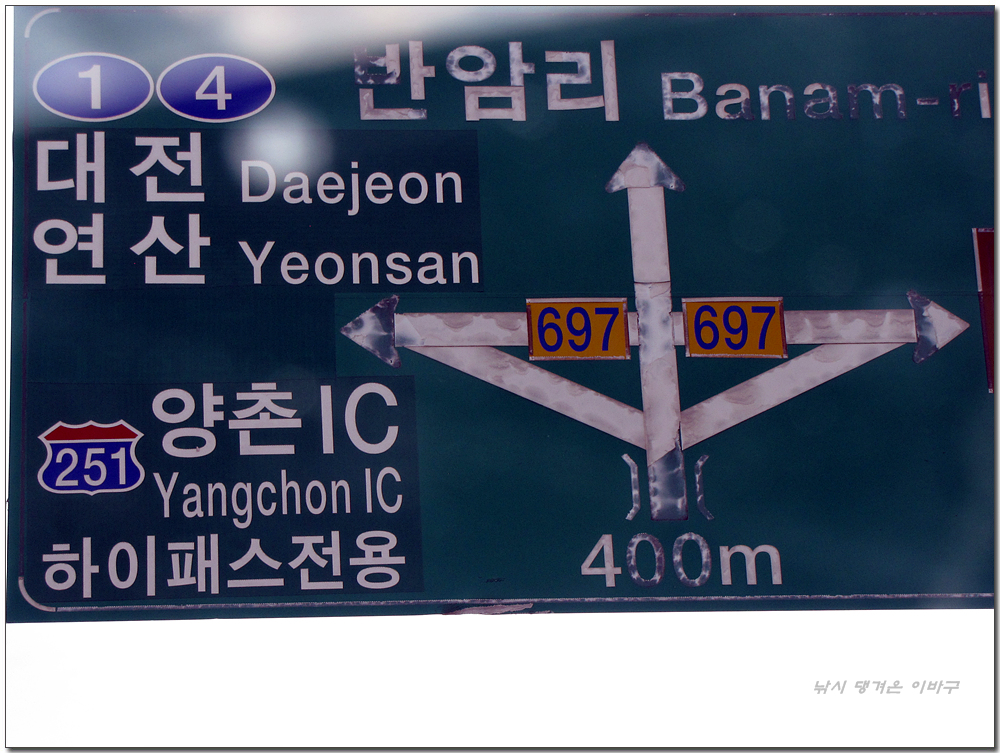 1 4 반암리 Banam-ri
대전 Daejeon
연산 Yeonsan
697 697
251 양촌IC
Yangchon IC
하이패스전용
400m
낚시 댕겨온 이바구